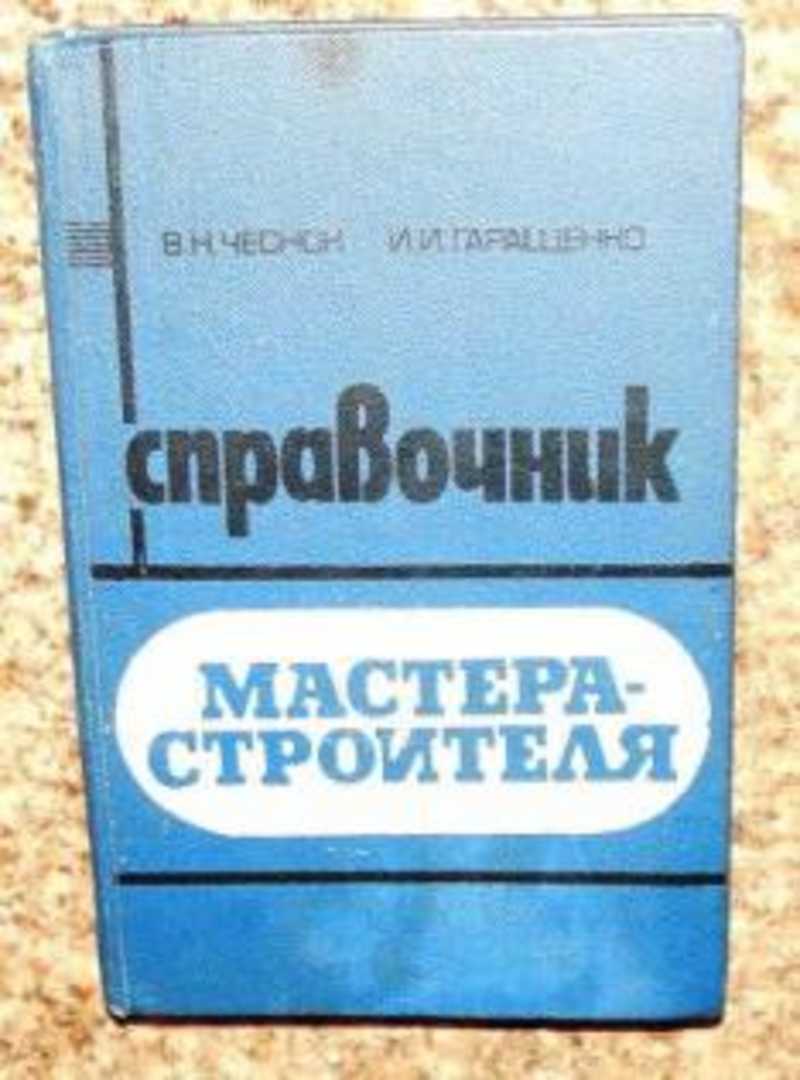 В.Н.ЧЕСНОК И.И.ГАРАЩЕНКО
справочник
МАСТЕРА-
СТРОИТЕЛЯ